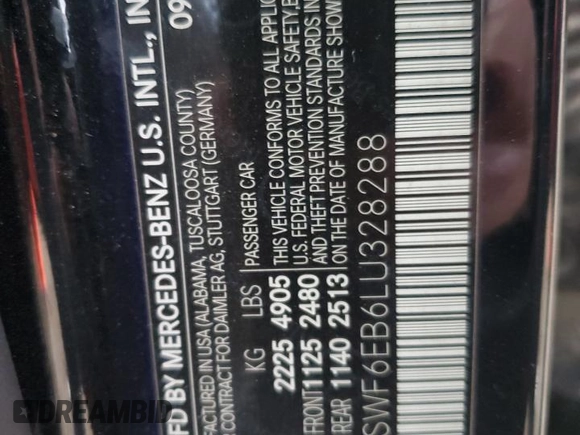 MFD BY MERCEDES-BENZ U.S. INTL., IN
09
FACTURED IN USA (ALABAMA, TUSCALOOSA COUNTY)
CONTRACT FOR DAIMLER AG, STUTTGART (GERMANY)
KG LBS
2225 4905
FRONT 1125 2480
REAR 1140 2513
PASSENGER CAR
THIS VEHICLE CONFORMS TO ALL APPLIC
U.S. FEDERAL MOTOR VEHICLE SAFETY, B
AND THEFT PREVENTION STANDARDS IN
ON THE DATE OF MANUFACTURE SHOW
SWF6EB6LU328288
DREAMBID